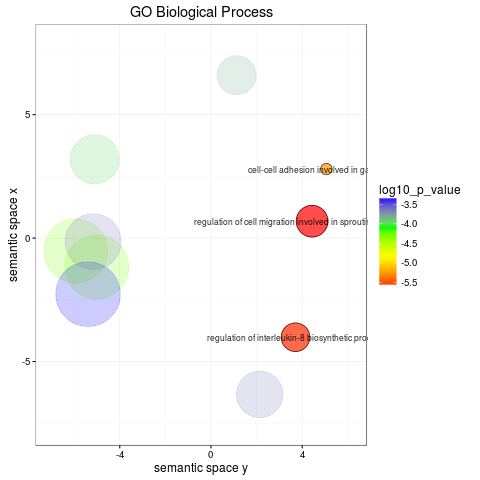 GO Biological Process
cell-cell adhesion involved in ga
regulation of cell migration involved in sproutin
regulation of interleukin-8 biosynthetic pro
5
0
-5
-4
0
4
semantic space y
semantic space x
log10_p_value
-3.5
-4.0
-4.5
-5.0
-5.5